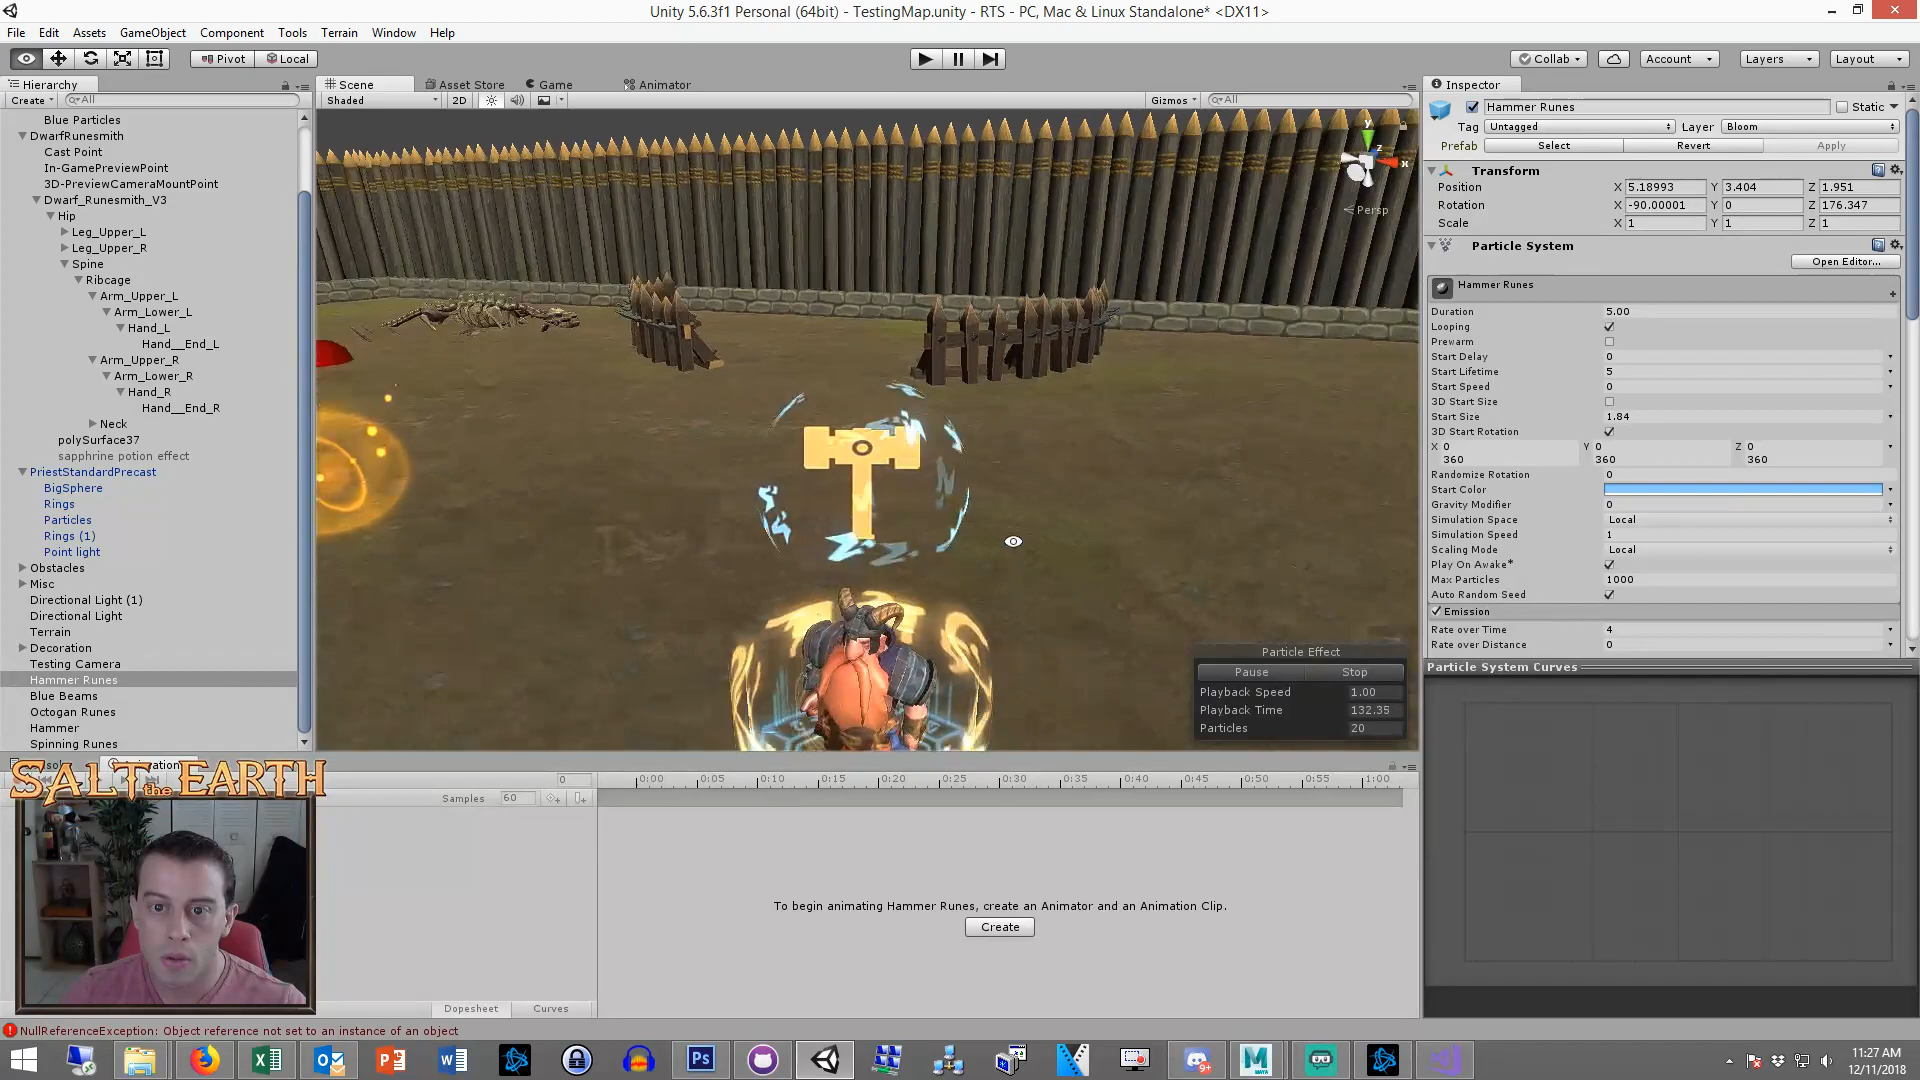 Unity 5.6.3f1 Personal (64bit) - TestingMap.unity - RTS - PC, Mac & Linux Standalone* <DX11>
File Edit Assets GameObject Component Tools Terrain Window Help
Pivot Local Collab Account Layers Layout
Hierarchy
Create All
Blue Particles
DwarfRunesmith
Cast Point
In-GamePreviewPoint
3D-PreviewCameraMountPoint
Dwarf_Runesmith_V3
Hip
Leg_Upper_L
Leg_Upper_R
Spine
Ribcage
Arm_Upper_L
Arm_Lower_L
Hand_L
Hand__End_L
Arm_Upper_R
Arm_Lower_R
Hand_R
Hand__End_R
Neck
polySurface37
sapphrine potion effect
PriestStandardPrecast
BigSphere
Rings
Particles
Rings (1)
Point light
Obstacles
Misc
Directional Light (1)
Directional Light
Terrain
Decoration
Testing Camera
Hammer Runes
Blue Beams
Octogan Runes
Hammer
Spinning Runes
Scene Asset Store Game Animator
Shaded 2D Gizmos All
y
z
x
Persp
Particle Effect
Pause Stop
Playback Speed 1.00
Playback Time 132.35
Particles 20
Inspector
Hammer Runes Static
Tag Untagged Layer Bloom
Prefab Select Revert Apply
Transform
Position X 5.18993 Y 3.404 Z 1.951
Rotation X -90.00001 Y 0 Z 176.347
Scale X 1 Y 1 Z 1
Particle System
Open Editor...
Hammer Runes
Duration 5.00
Looping
Prewarm
Start Delay 0
Start Lifetime 5
Start Speed 0
3D Start Size
Start Size 1.84
3D Start Rotation
X 0 Y 0 Z 0
360 360 360
Randomize Rotation 0
Start Color
Gravity Modifier 0
Simulation Space Local
Simulation Speed 1
Scaling Mode Local
Play On Awake*
Max Particles 1000
Auto Random Seed
Emission
Rate over Time 4
Rate over Distance 0
Particle System Curves
SALT the EARTH
Samples 60
0
0:00 0:05 0:10 0:15 0:20 0:25 0:30 0:35 0:40 0:45 0:50 0:55 1:00
To begin animating Hammer Runes, create an Animator and an Animation Clip.
Create
Dopesheet Curves
NullReferenceException: Object reference not set to an instance of an object
Ps
9+
MAYA
11:27 AM
12/11/2018